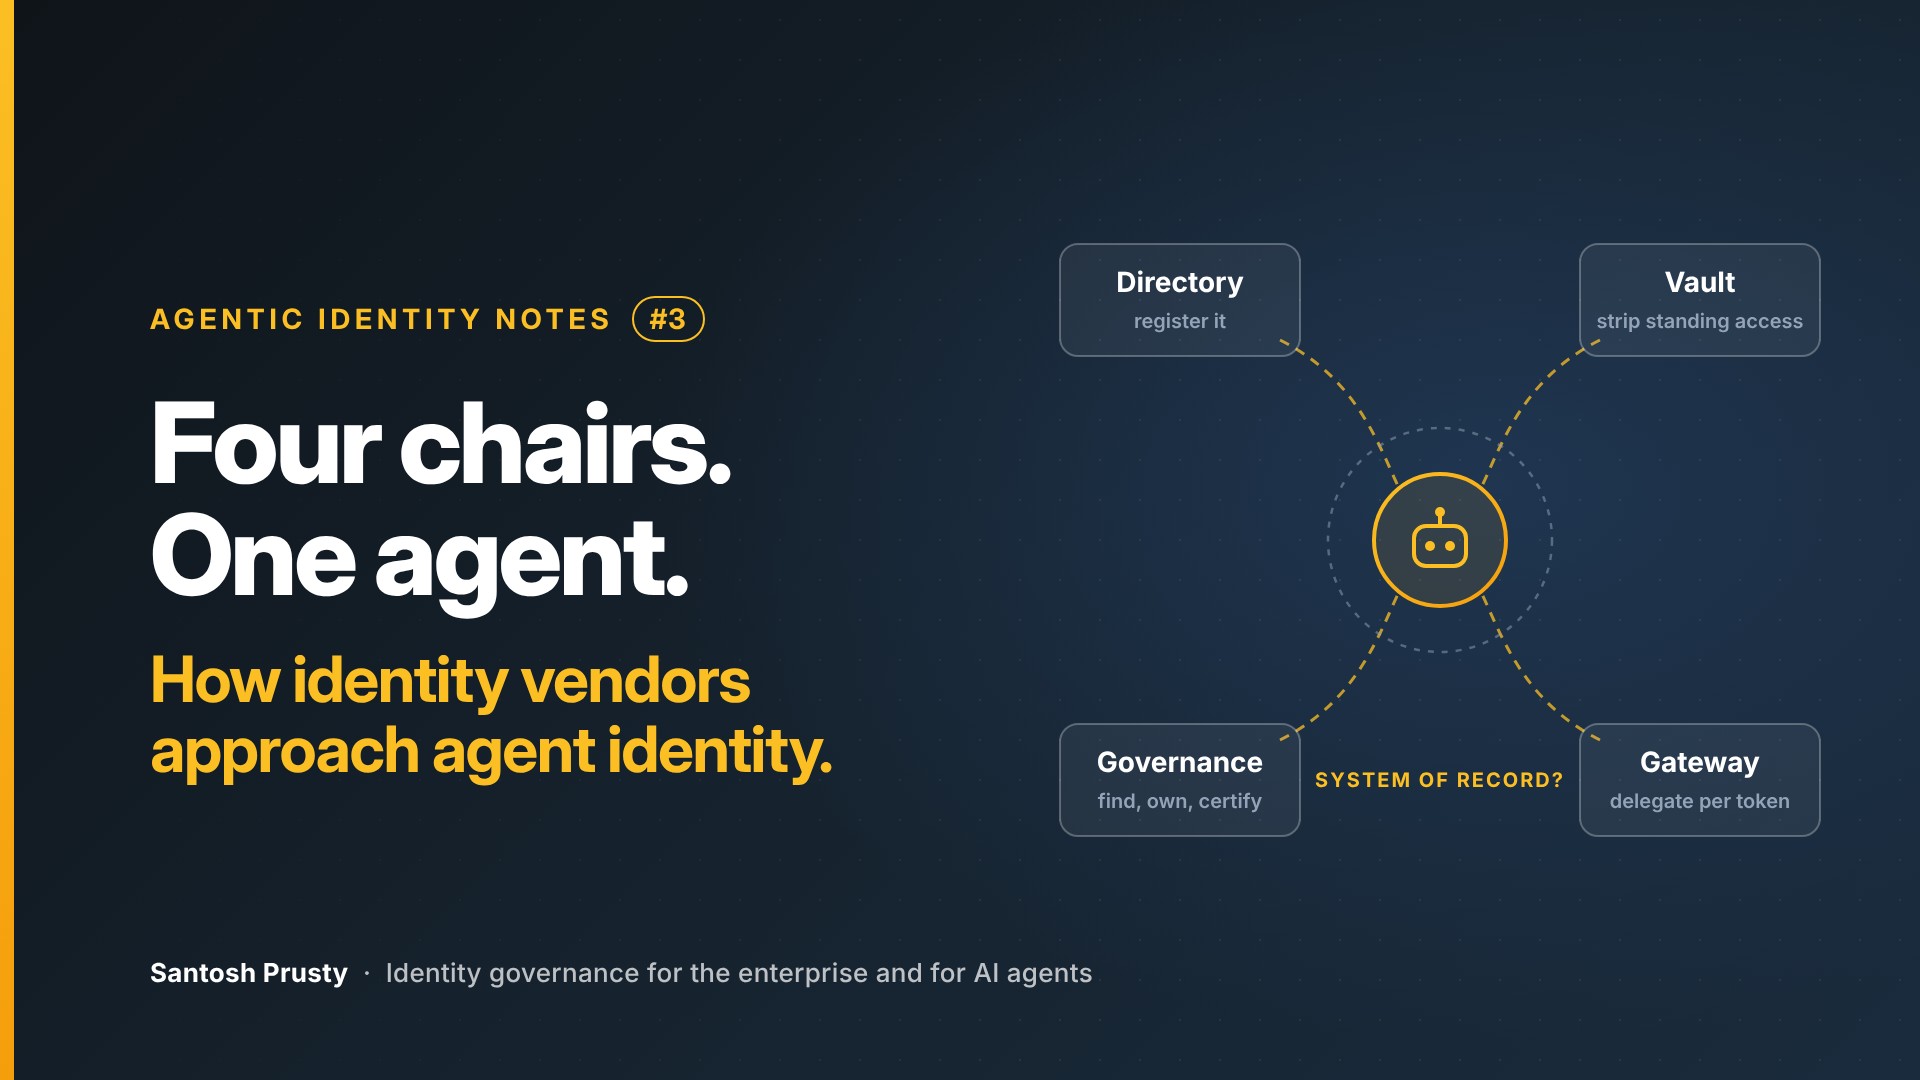 AGENTIC IDENTITY NOTES #3
Four chairs.
One agent.
How identity vendors
approach agent identity.
Directory
register it
Vault
strip standing access
Governance
find, own, certify
SYSTEM OF RECORD?
Gateway
delegate per token
Santosh Prusty · Identity governance for the enterprise and for AI agents